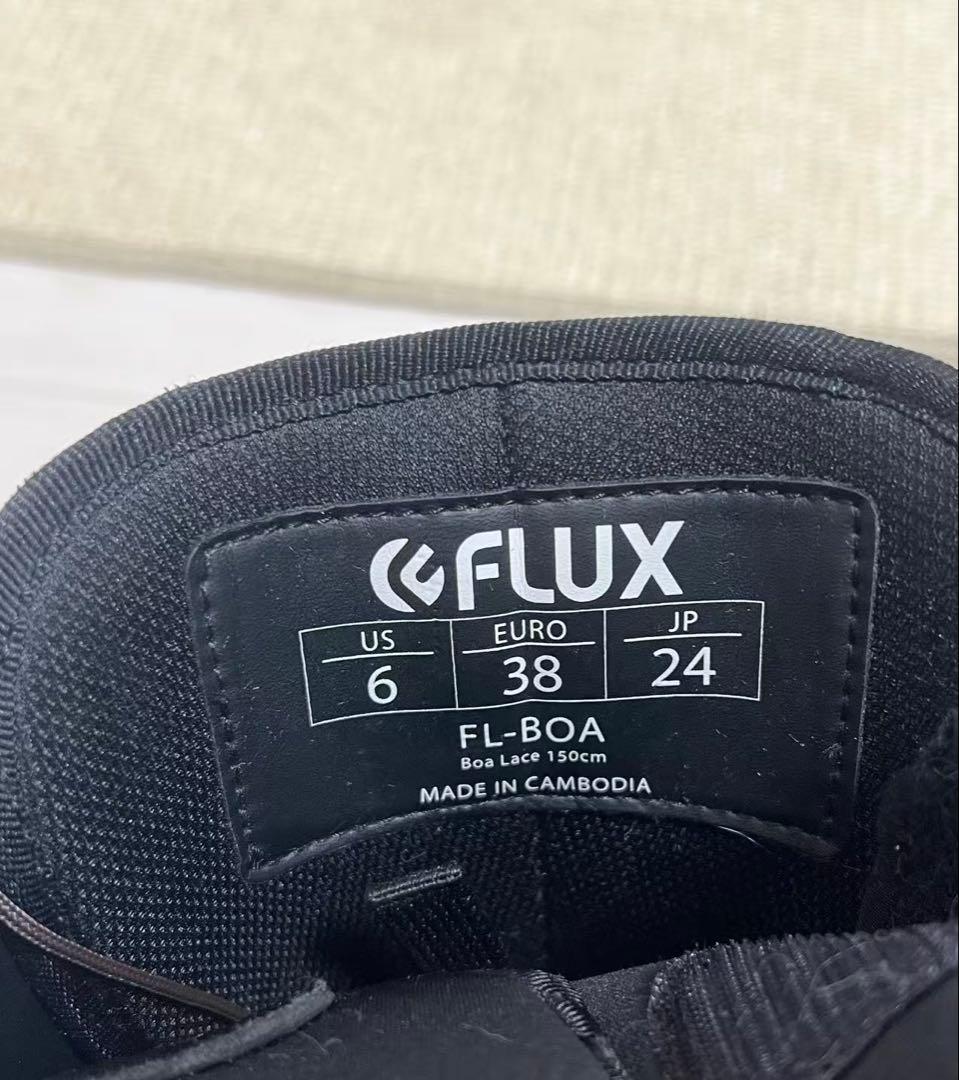 FLUX
US EURO JP
6 38 24
FL-BOA
Boa Lace 150cm
MADE IN CAMBODIA